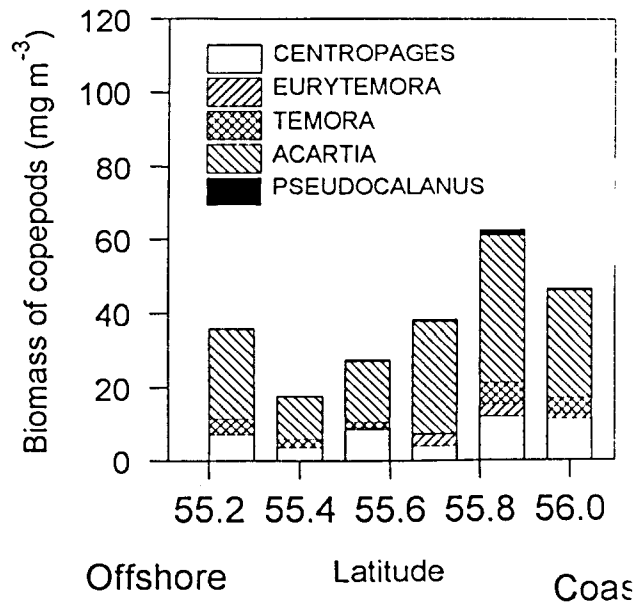 Biomass of copepods (mg m⁻³)
120
100
80
60
40
20
0
CENTROPAGES
EURYTEMORA
TEMORA
ACARTIA
PSEUDOCALANUS
55.2 55.4 55.6 55.8 56.0
Offshore Latitude Coas